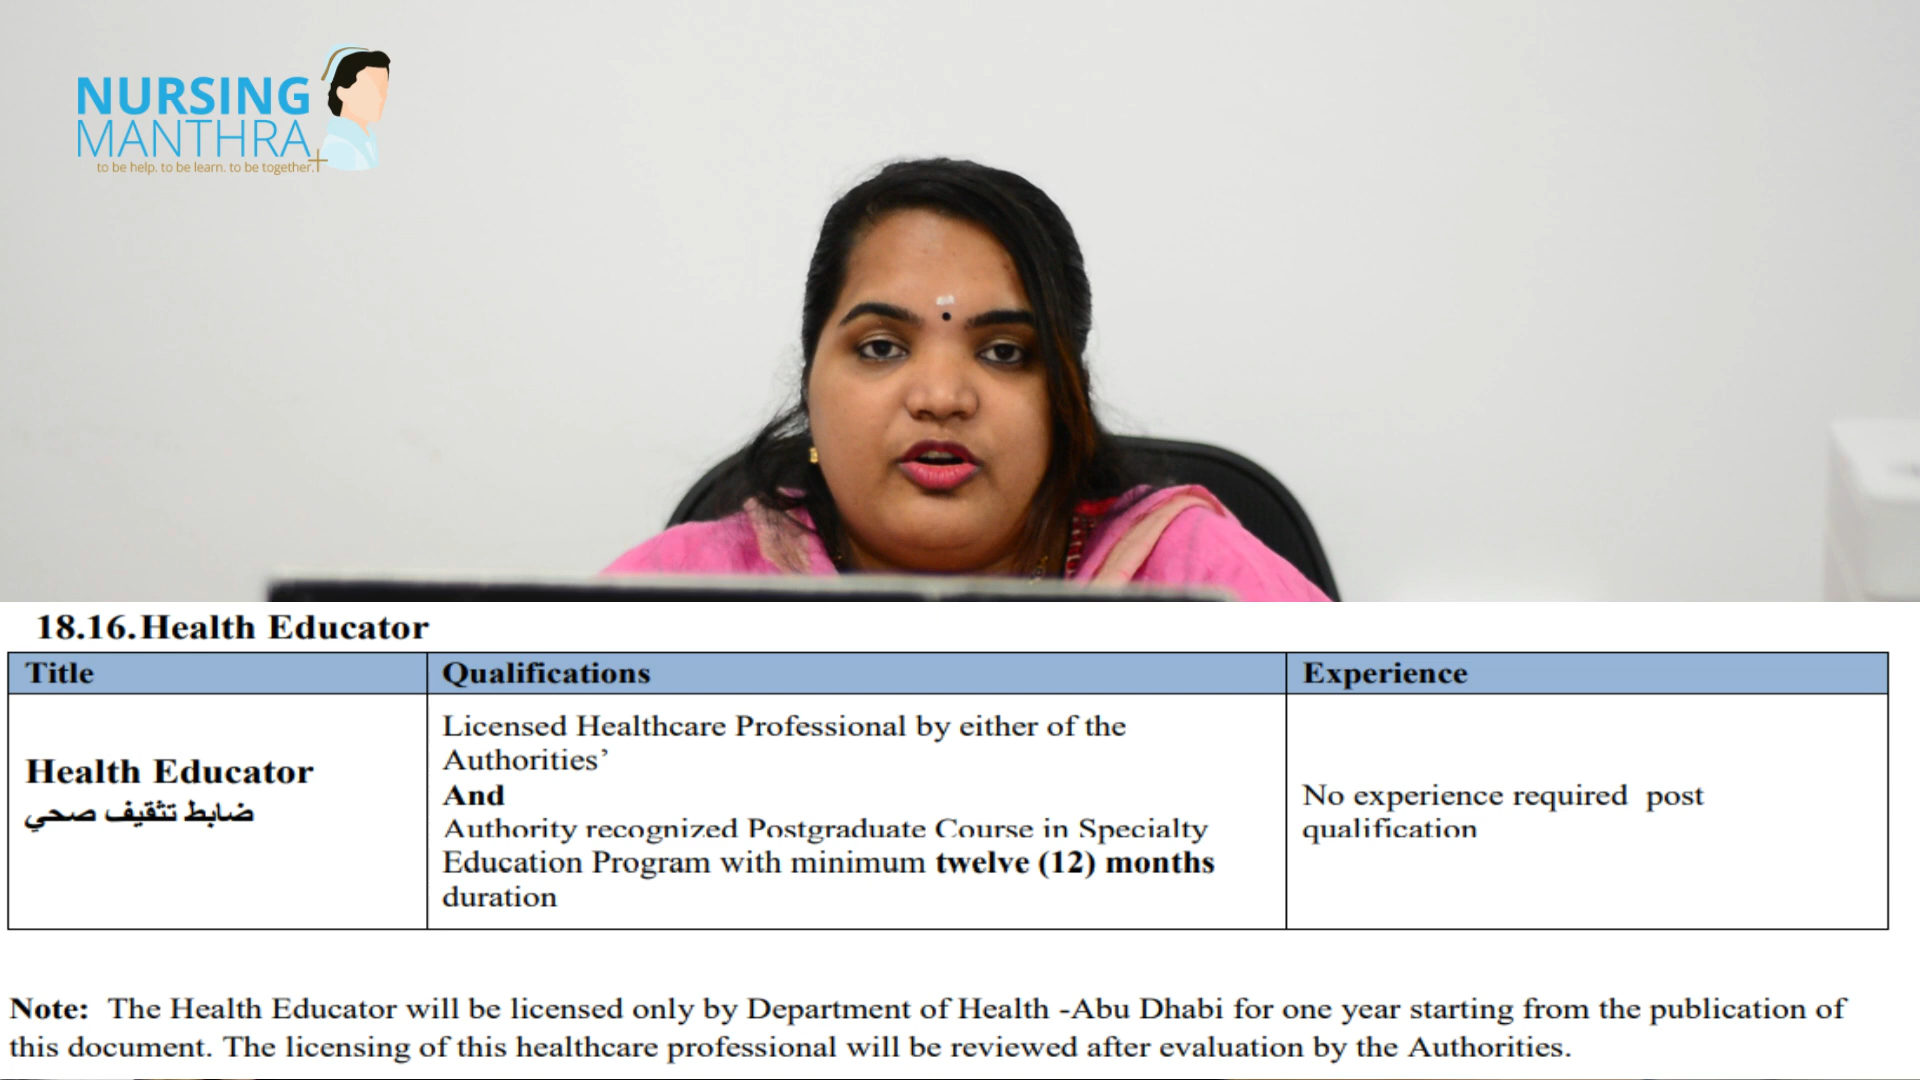 NURSING
MANTHRA
to be help. to be learn. to be together.
18.16.Health Educator
Title
Qualifications
Experience
Health Educator
ضابط تثقيف صحي
Licensed Healthcare Professional by either of the
Authorities’
And
Authority recognized Postgraduate Course in Specialty
Education Program with minimum twelve (12) months
duration
No experience required post
qualification
Note: The Health Educator will be licensed only by Department of Health -Abu Dhabi for one year starting from the publication of
this document. The licensing of this healthcare professional will be reviewed after evaluation by the Authorities.